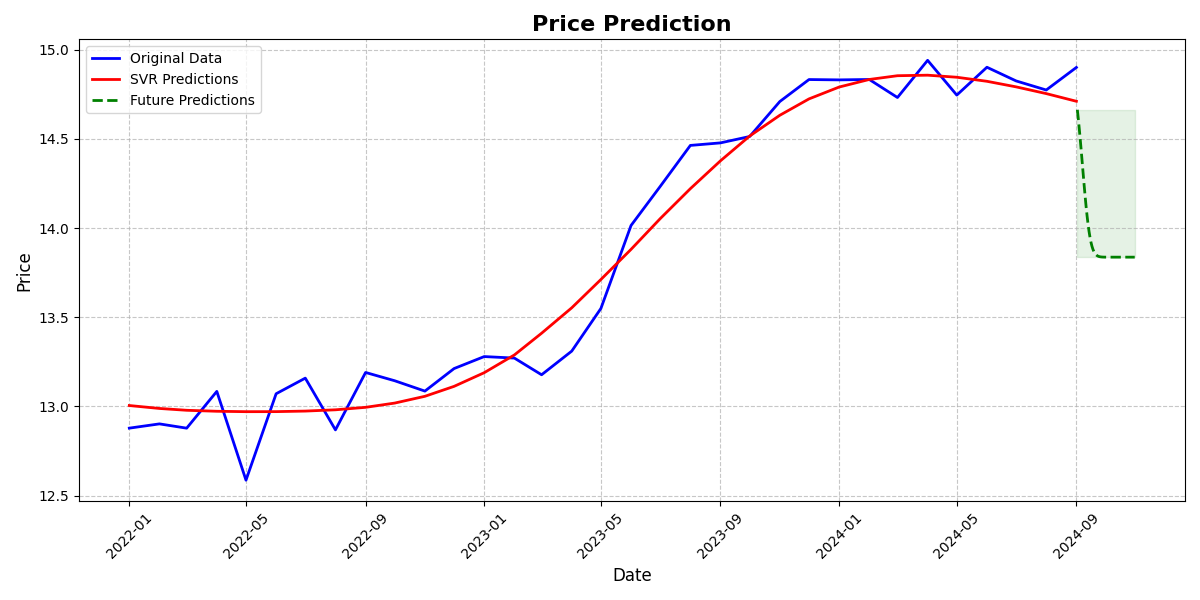 Price Prediction
Original Data
SVR Predictions
Future Predictions
15.0
14.5
14.0
13.5
13.0
12.5
Price
2022-01
2022-05
2022-09
2023-01
2023-05
2023-09
2024-01
2024-05
2024-09
Date